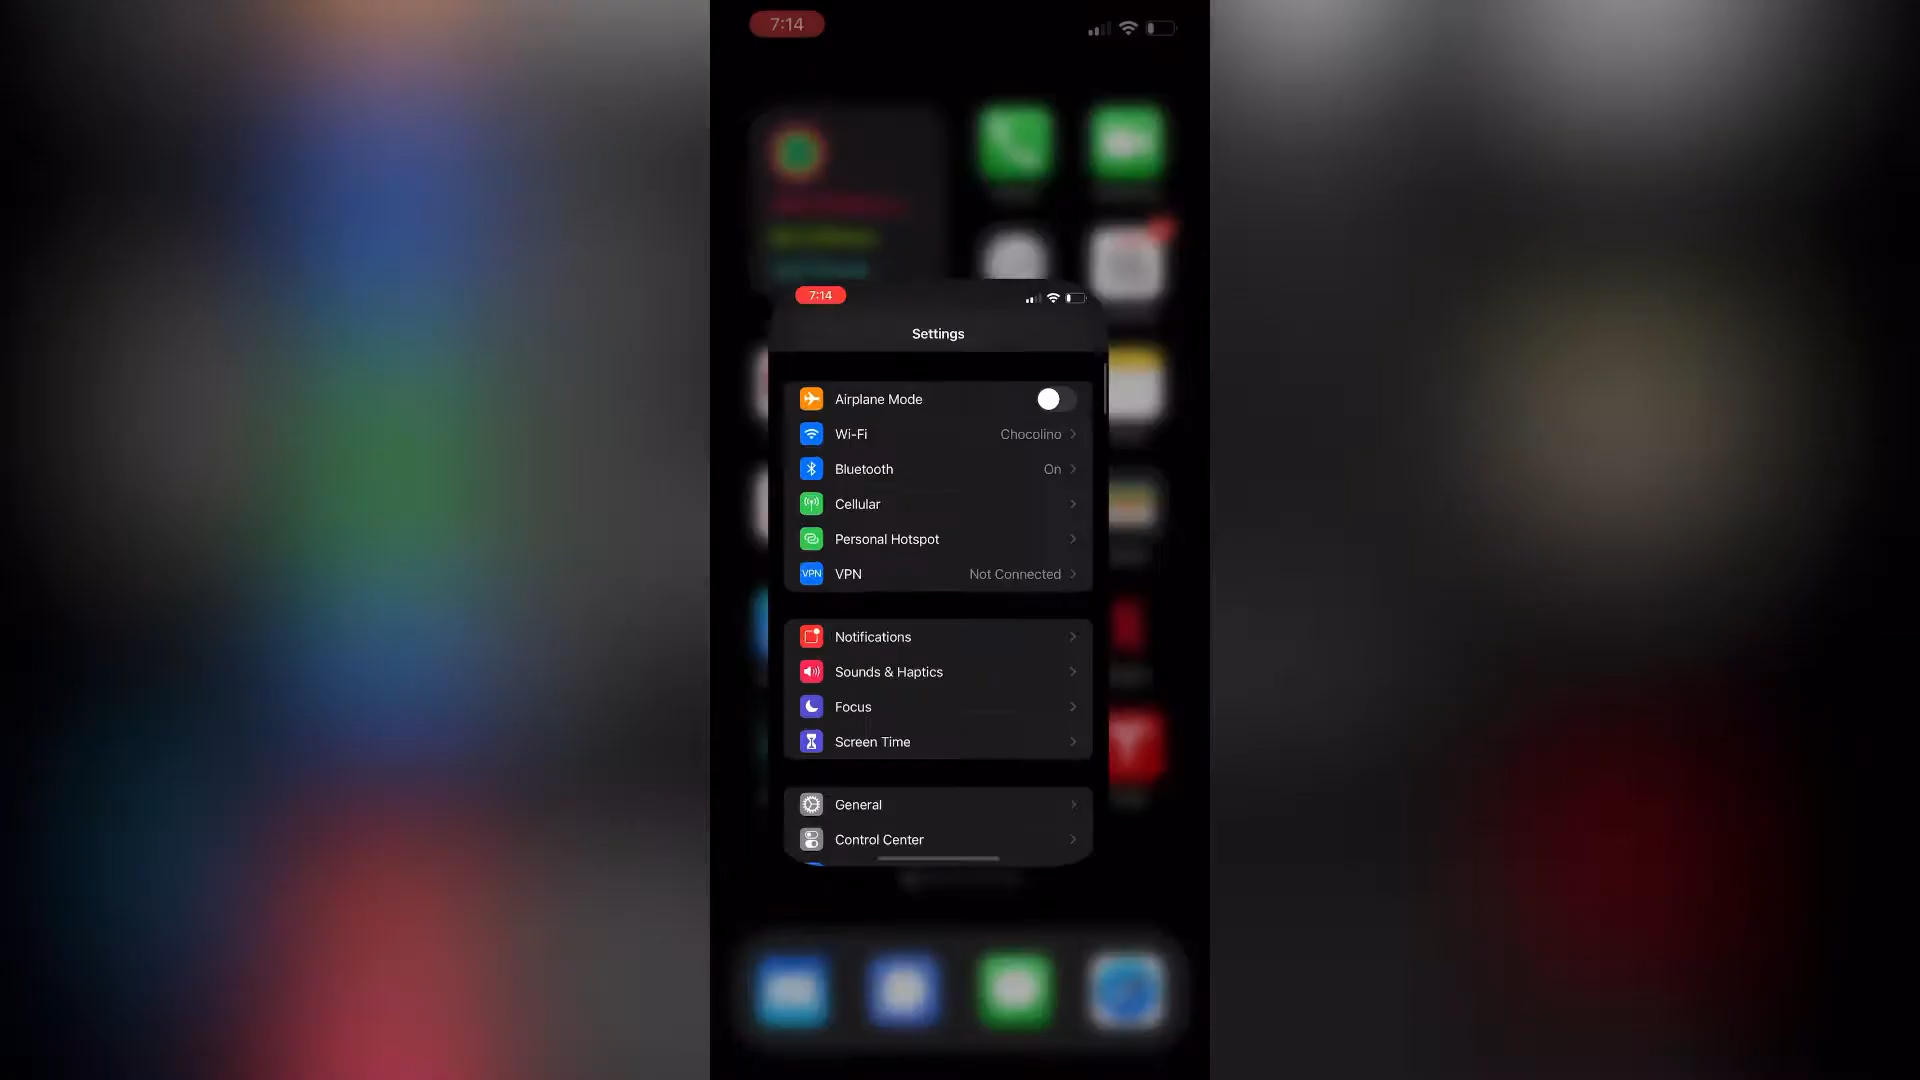 7:14
7:14
Settings
Airplane Mode
Wi-Fi Chocolino
Bluetooth On
Cellular
Personal Hotspot
VPN VPN Not Connected
Notifications
Sounds & Haptics
Focus
Screen Time
General
Control Center